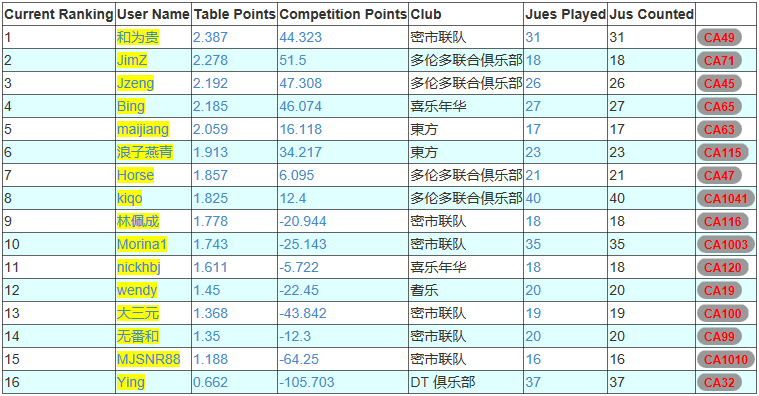 Current Ranking User Name Table Points Competition Points Club Jues Played Jus Counted
1 和为贵 2.387 44.323 密市联队 31 31 CA49
2 JimZ 2.278 51.5 多伦多联合俱乐部 18 18 CA71
3 Jzeng 2.192 47.308 多伦多联合俱乐部 26 26 CA45
4 Bing 2.185 46.074 喜乐年华 27 27 CA65
5 maijiang 2.059 16.118 東方 17 17 CA63
6 浪子燕青 1.913 34.217 東方 23 23 CA115
7 Horse 1.857 6.095 多伦多联合俱乐部 21 21 CA47
8 kiqo 1.825 12.4 多伦多联合俱乐部 40 40 CA1041
9 林佩成 1.778 -20.944 密市联队 18 18 CA116
10 Morina1 1.743 -25.143 密市联队 35 35 CA1003
11 nickhbj 1.611 -5.722 喜乐年华 18 18 CA120
12 wendy 1.45 -22.45 耆乐 20 20 CA19
13 大三元 1.368 -43.842 密市联队 19 19 CA100
14 无番和 1.35 -12.3 密市联队 20 20 CA99
15 MJSNR88 1.188 -64.25 密市联队 16 16 CA1010
16 Ying 0.662 -105.703 DT 俱乐部 37 37 CA32